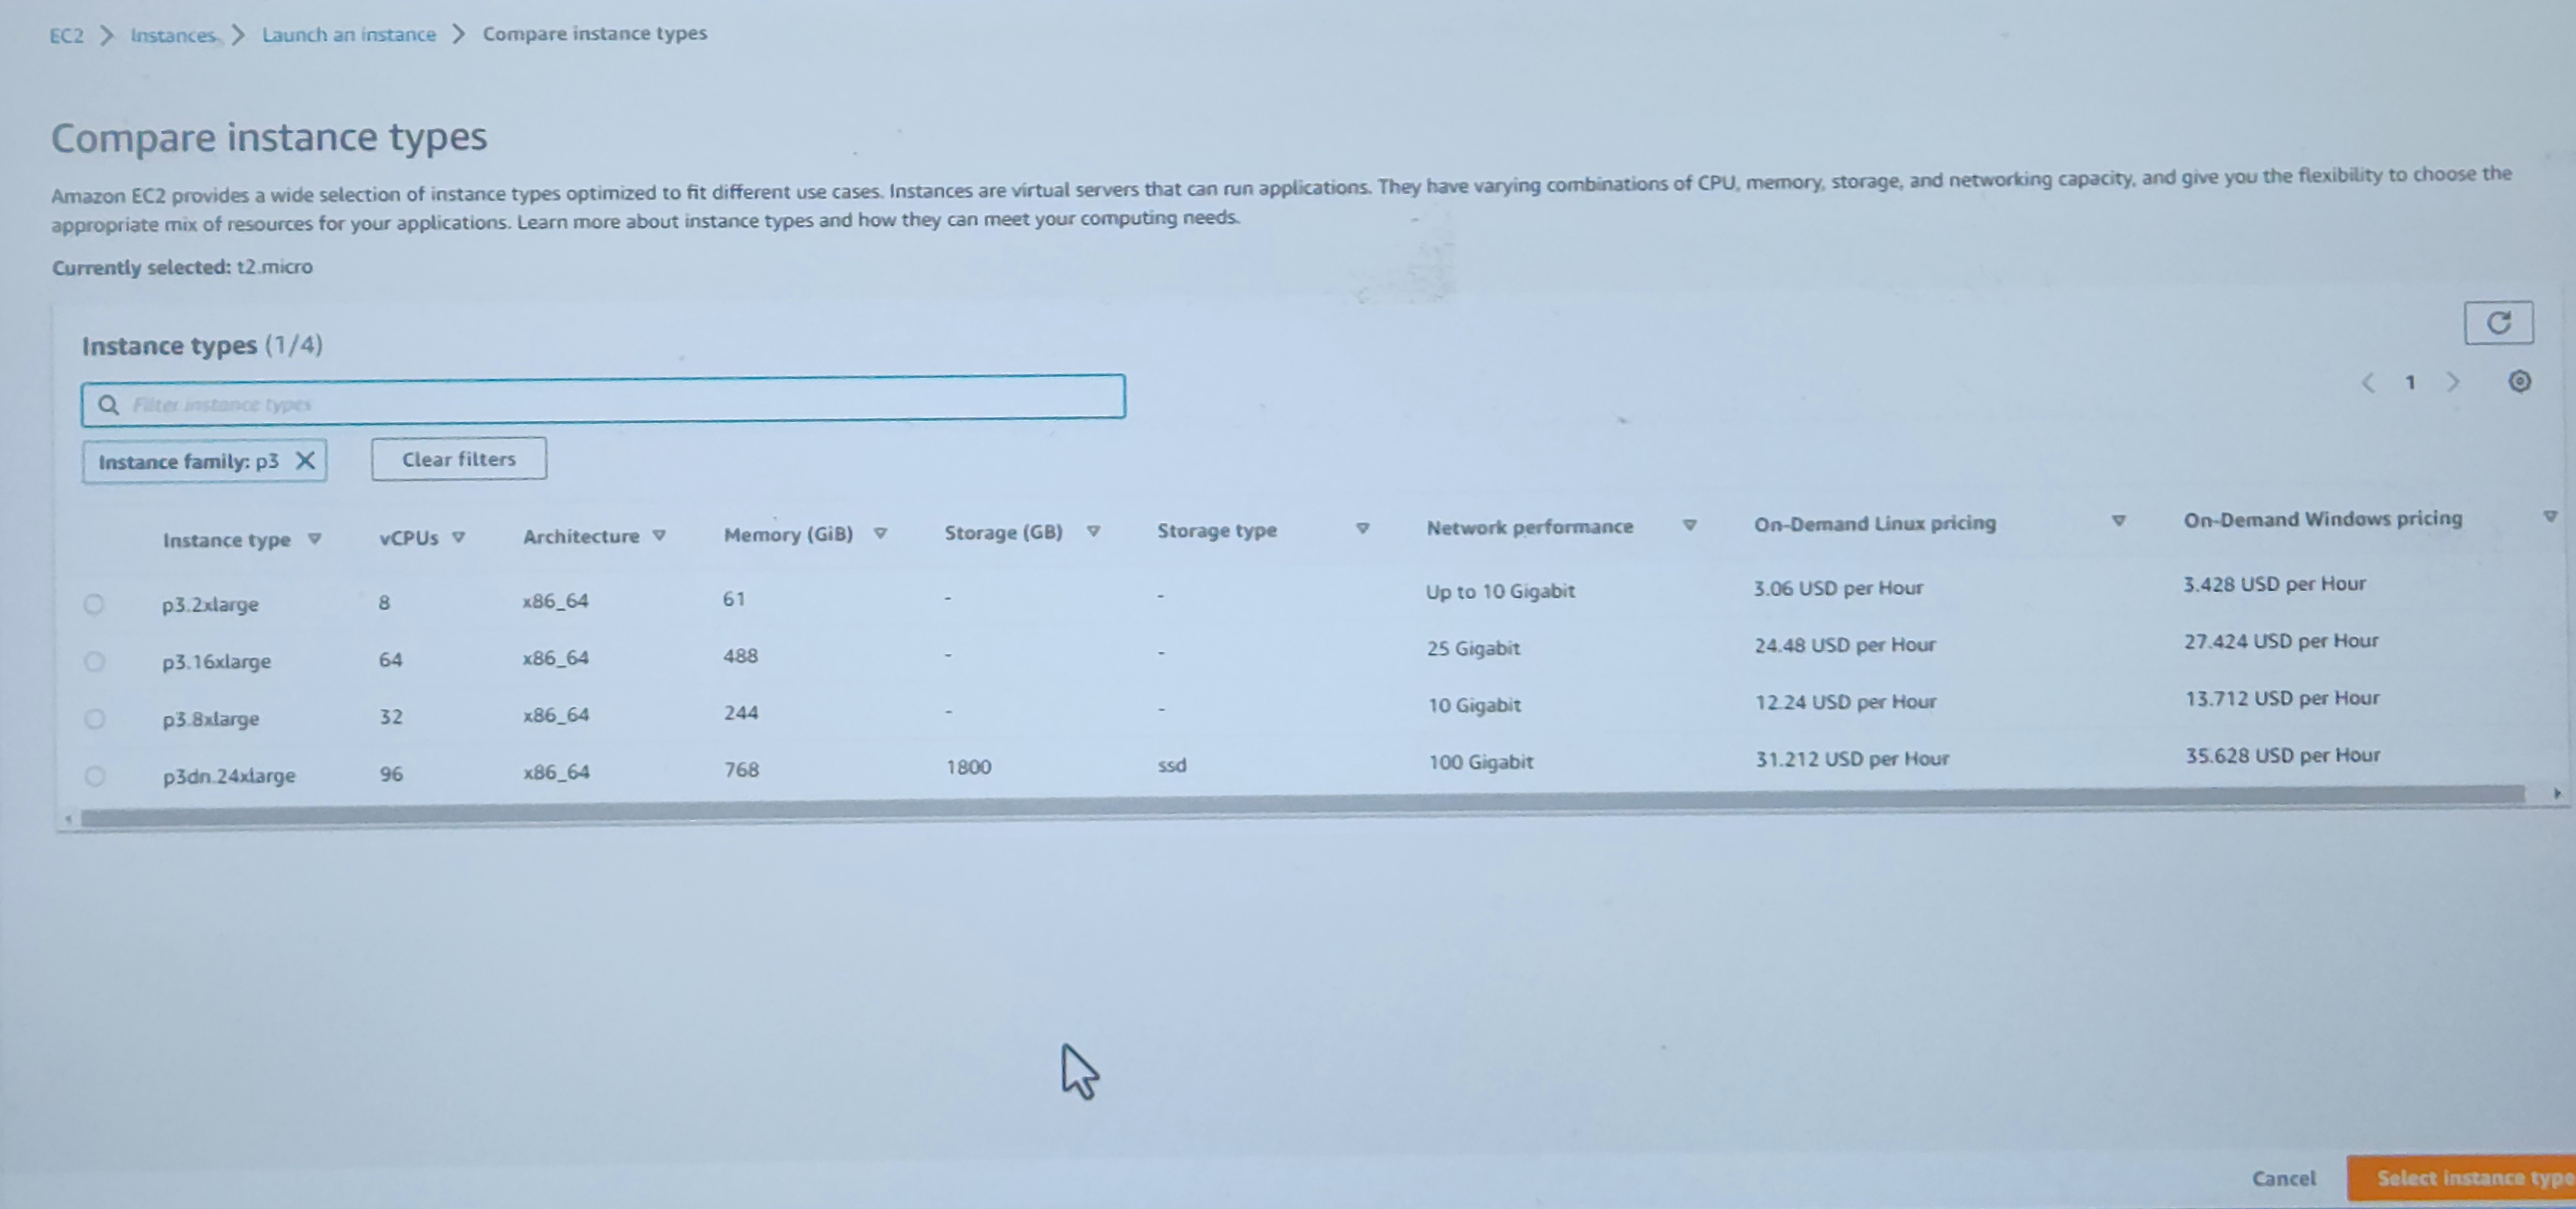 EC2 > Instances > Launch an instance > Compare instance types
Compare instance types
Amazon EC2 provides a wide selection of instance types optimized to fit different use cases. Instances are virtual servers that can run applications. They have varying combinations of CPU, memory, storage, and networking capacity, and give you the flexibility to choose the
appropriate mix of resources for your applications. Learn more about instance types and how they can meet your computing needs.
Currently selected: t2.micro
Instance types (1/4)
Filter instance types
< 1 >
Instance family: p3 X Clear filters
Instance type vCPUs Architecture Memory (GiB) Storage (GB) Storage type Network performance On-Demand Linux pricing On-Demand Windows pricing
p3.2xlarge 8 x86_64 61 - - Up to 10 Gigabit 3.06 USD per Hour 3.428 USD per Hour
p3.16xlarge 64 x86_64 488 - - 25 Gigabit 24.48 USD per Hour 27.424 USD per Hour
p3.8xlarge 32 x86_64 244 - - 10 Gigabit 12.24 USD per Hour 13.712 USD per Hour
p3dn.24xlarge 96 x86_64 768 1800 ssd 100 Gigabit 31.212 USD per Hour 35.628 USD per Hour
Cancel Select instance type